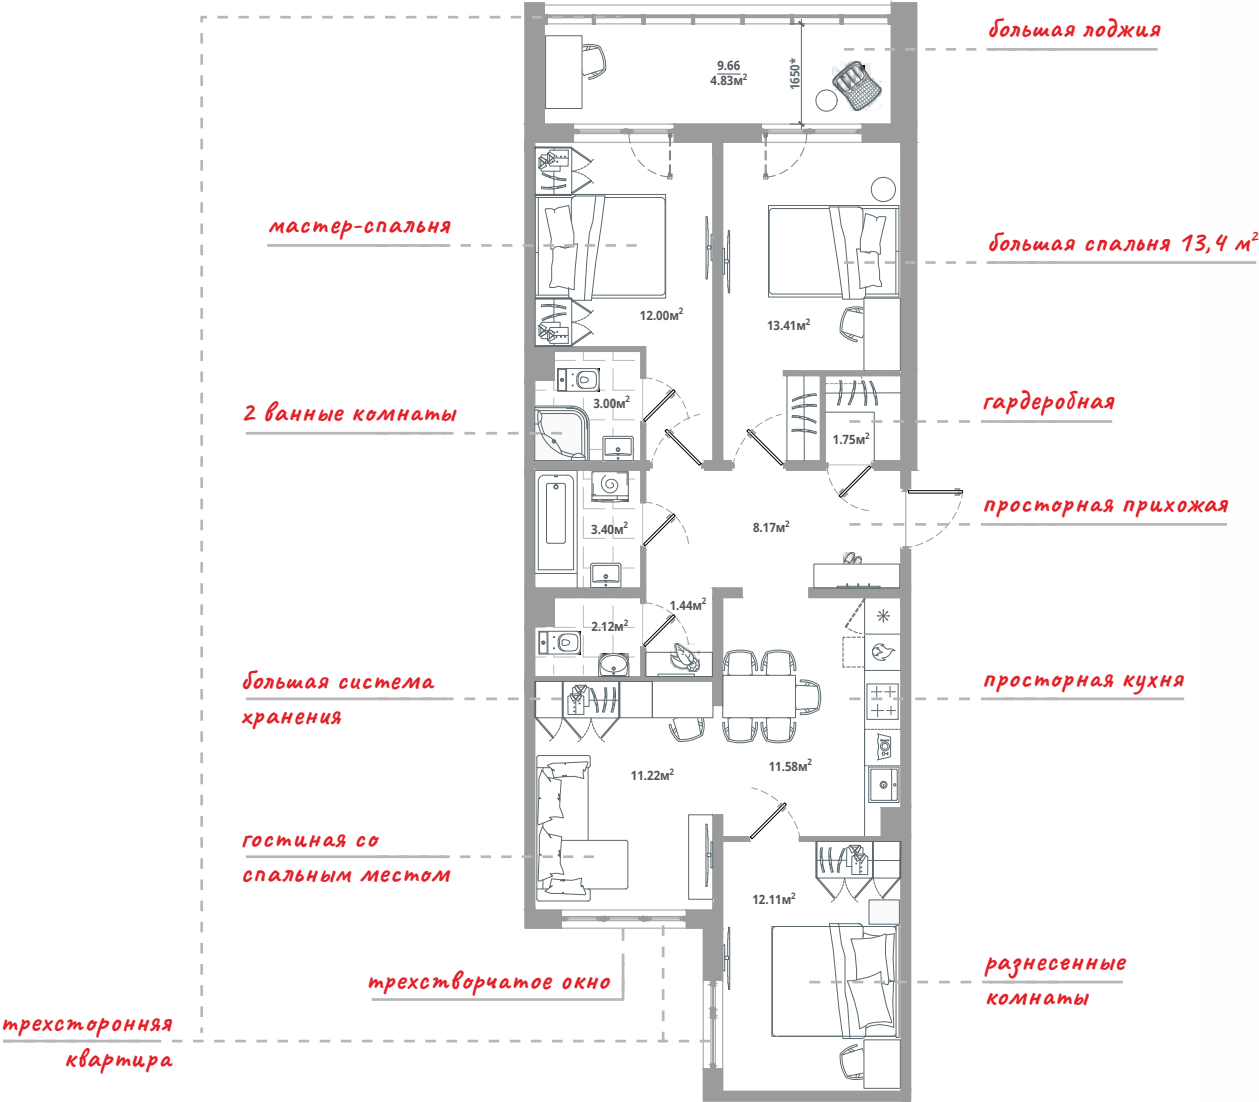 большая лоджия
9.66
4.83м²
1650*
мастер-спальня
большая спальня 13,4 м²
12.00м²
13.41м²
2 ванные комнаты
3.00м²
гардеробная
1.75м²
просторная прихожая
3.40м²
8.17м²
1.44м²
2.12м²
большая система
хранения
просторная кухня
11.22м²
11.58м²
гостиная со
спальным местом
12.11м²
трехстворчатое окно
разнесенные
комнаты
трехсторонняя
квартира